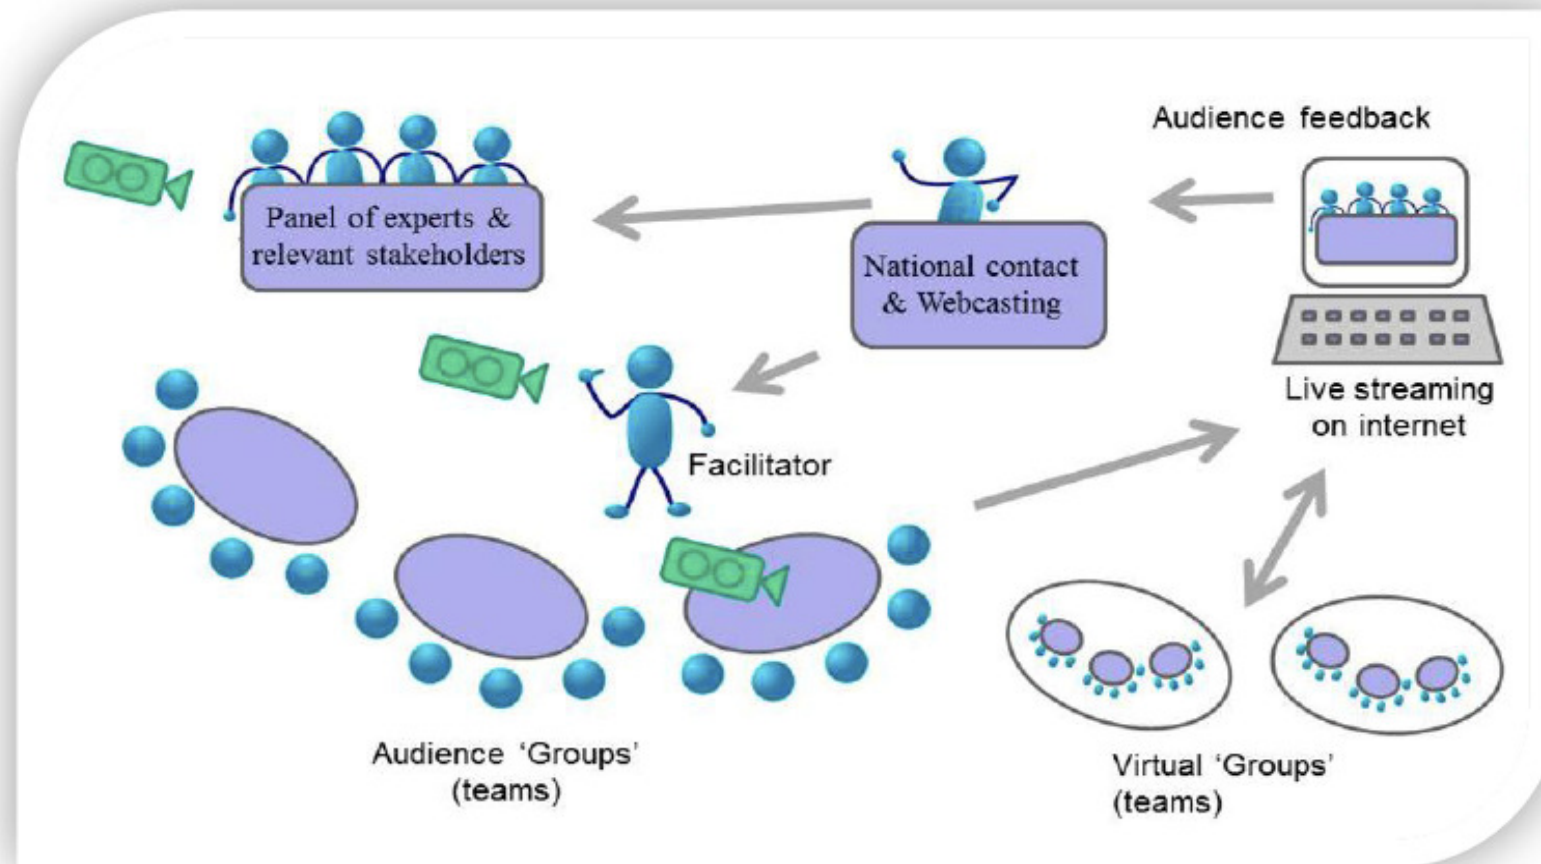 Audience feedback
Panel of experts &
relevant stakeholders
National contact
& Webcasting
Live streaming
on internet
Facilitator
Audience ‘Groups’
(teams)
Virtual ‘Groups’
(teams)